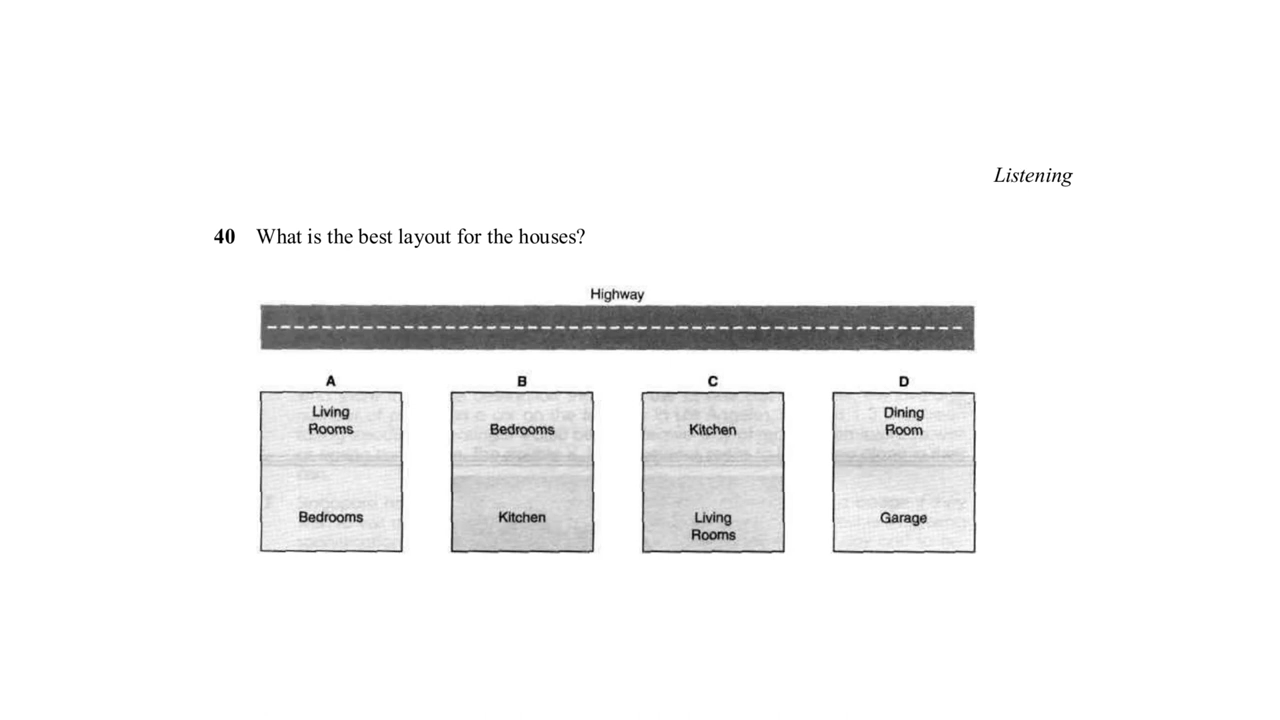 Listening
40 What is the best layout for the houses?
Highway
A B C D
Living
Rooms
Bedrooms
Bedrooms
Kitchen
Kitchen
Living
Rooms
Dining
Room
Garage